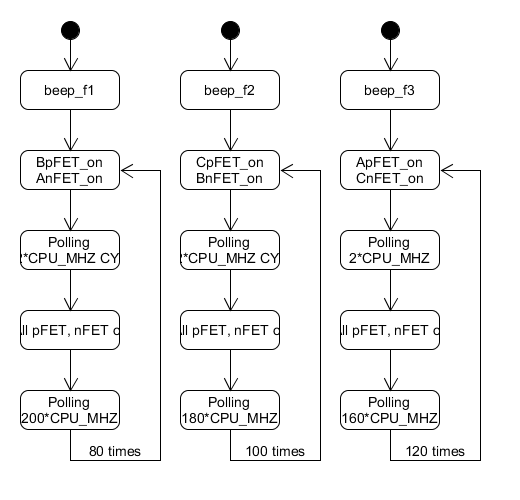 beep_f1
BpFET_on
AnFET_on
Polling
*CPU_MHZ CY
ll pFET, nFET o
Polling
200*CPU_MHZ
80 times
beep_f2
CpFET_on
BnFET_on
Polling
*CPU_MHZ CY
ll pFET, nFET o
Polling
180*CPU_MHZ
100 times
beep_f3
ApFET_on
CnFET_on
Polling
2*CPU_MHZ
ll pFET, nFET o
Polling
160*CPU_MHZ
120 times